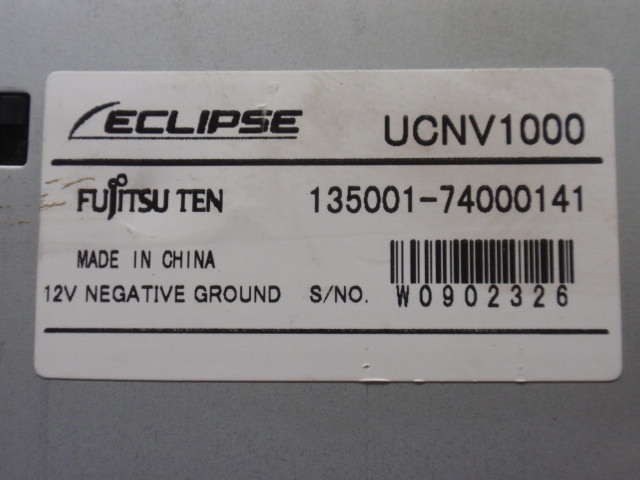 ECLIPSE UCNV1000
FUJITSU TEN 135001-74000141
MADE IN CHINA
12V NEGATIVE GROUND S/NO. W0902326